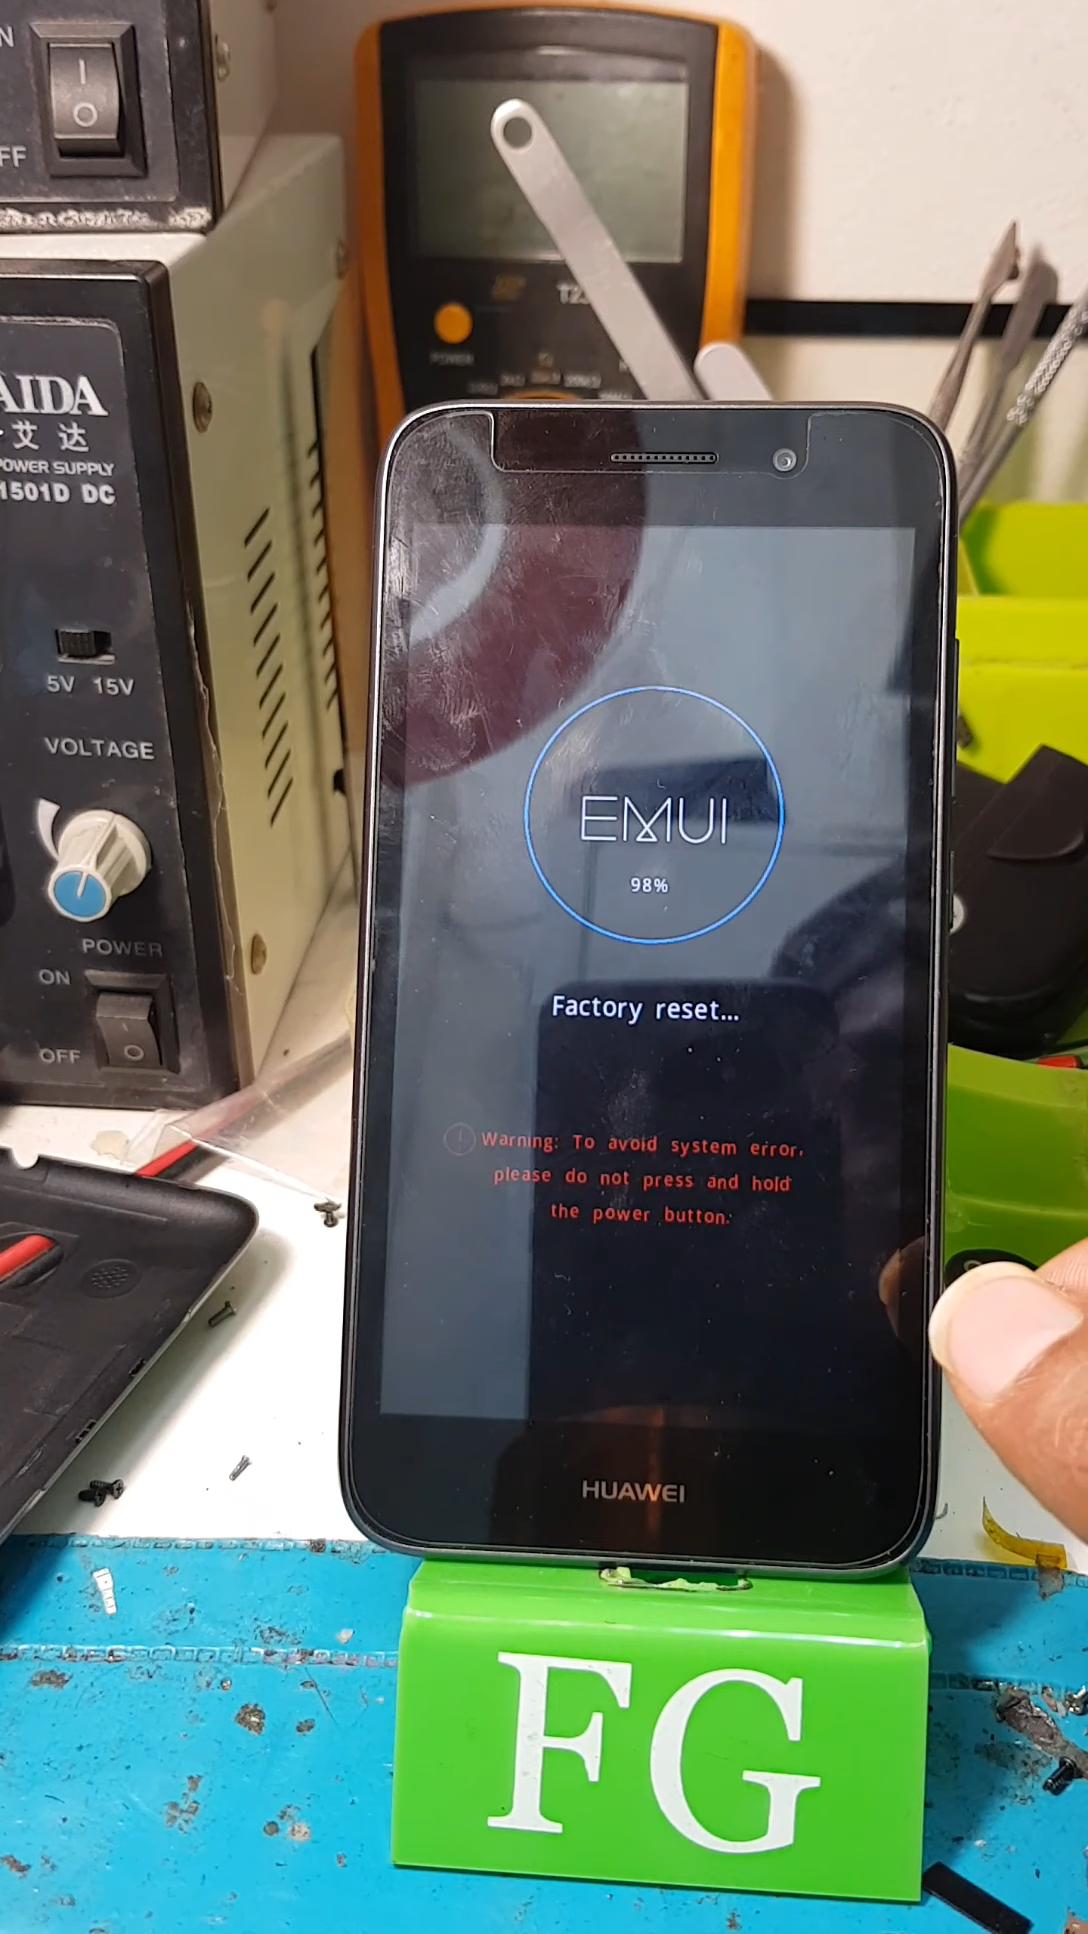 N
FF
AIDA
艾达
POWER SUPPLY
1501D DC
5V 15V
VOLTAGE
POWER
ON
OFF
POWER
EMUI
98%
Factory reset...
Warning: To avoid system error,
please do not press and hold
the power button.
HUAWEI
FG